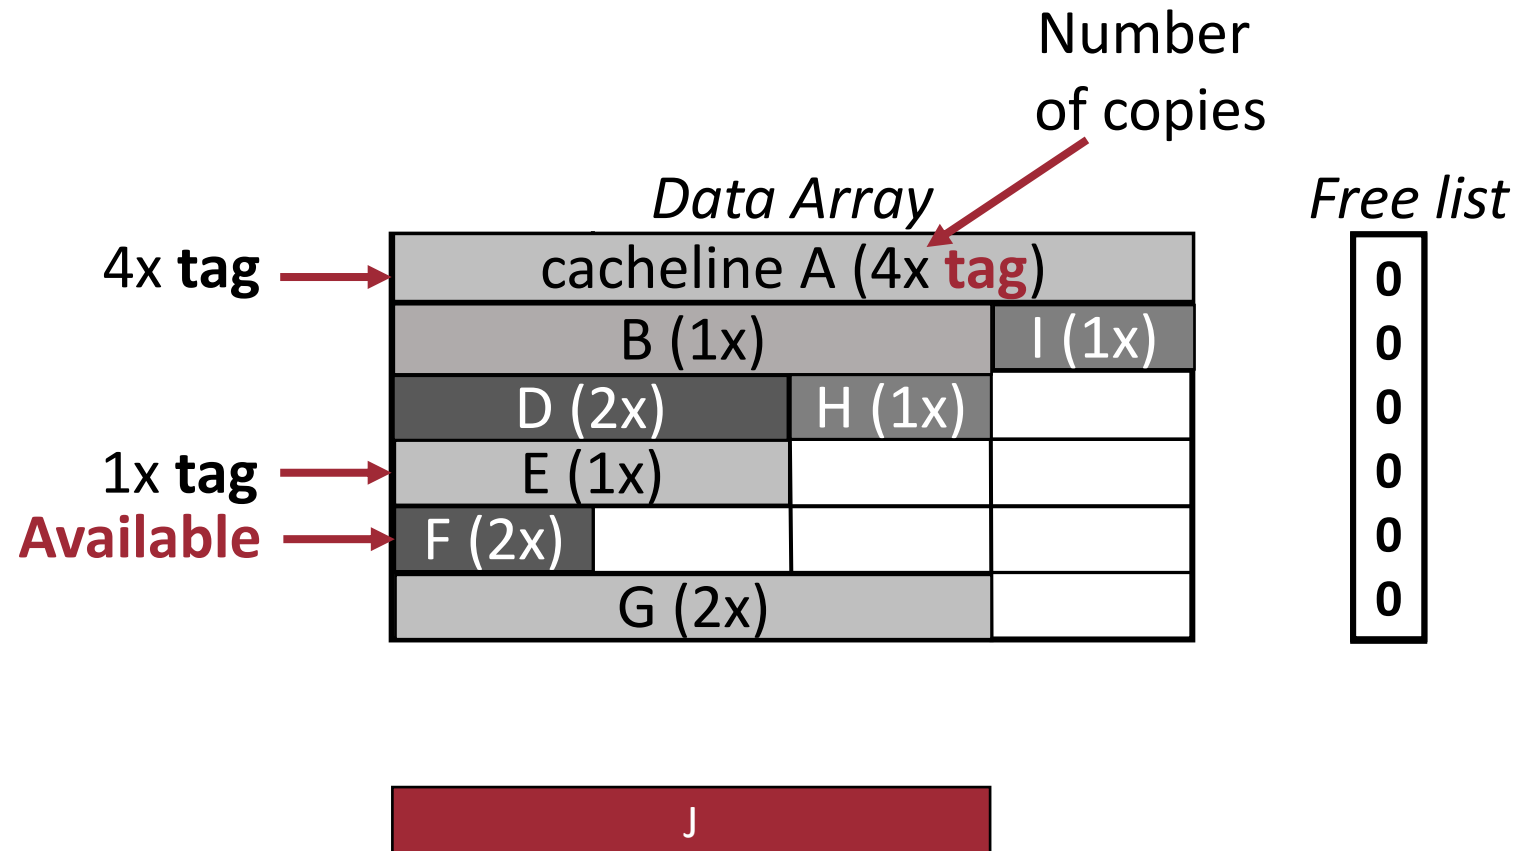 Number
of copies
Data Array
Free list
4x tag
cacheline A (4x tag)
0
B (1x)
I (1x)
0
D (2x)
H (1x)
0
1x tag
E (1x)
0
Available
F (2x)
0
G (2x)
0
J